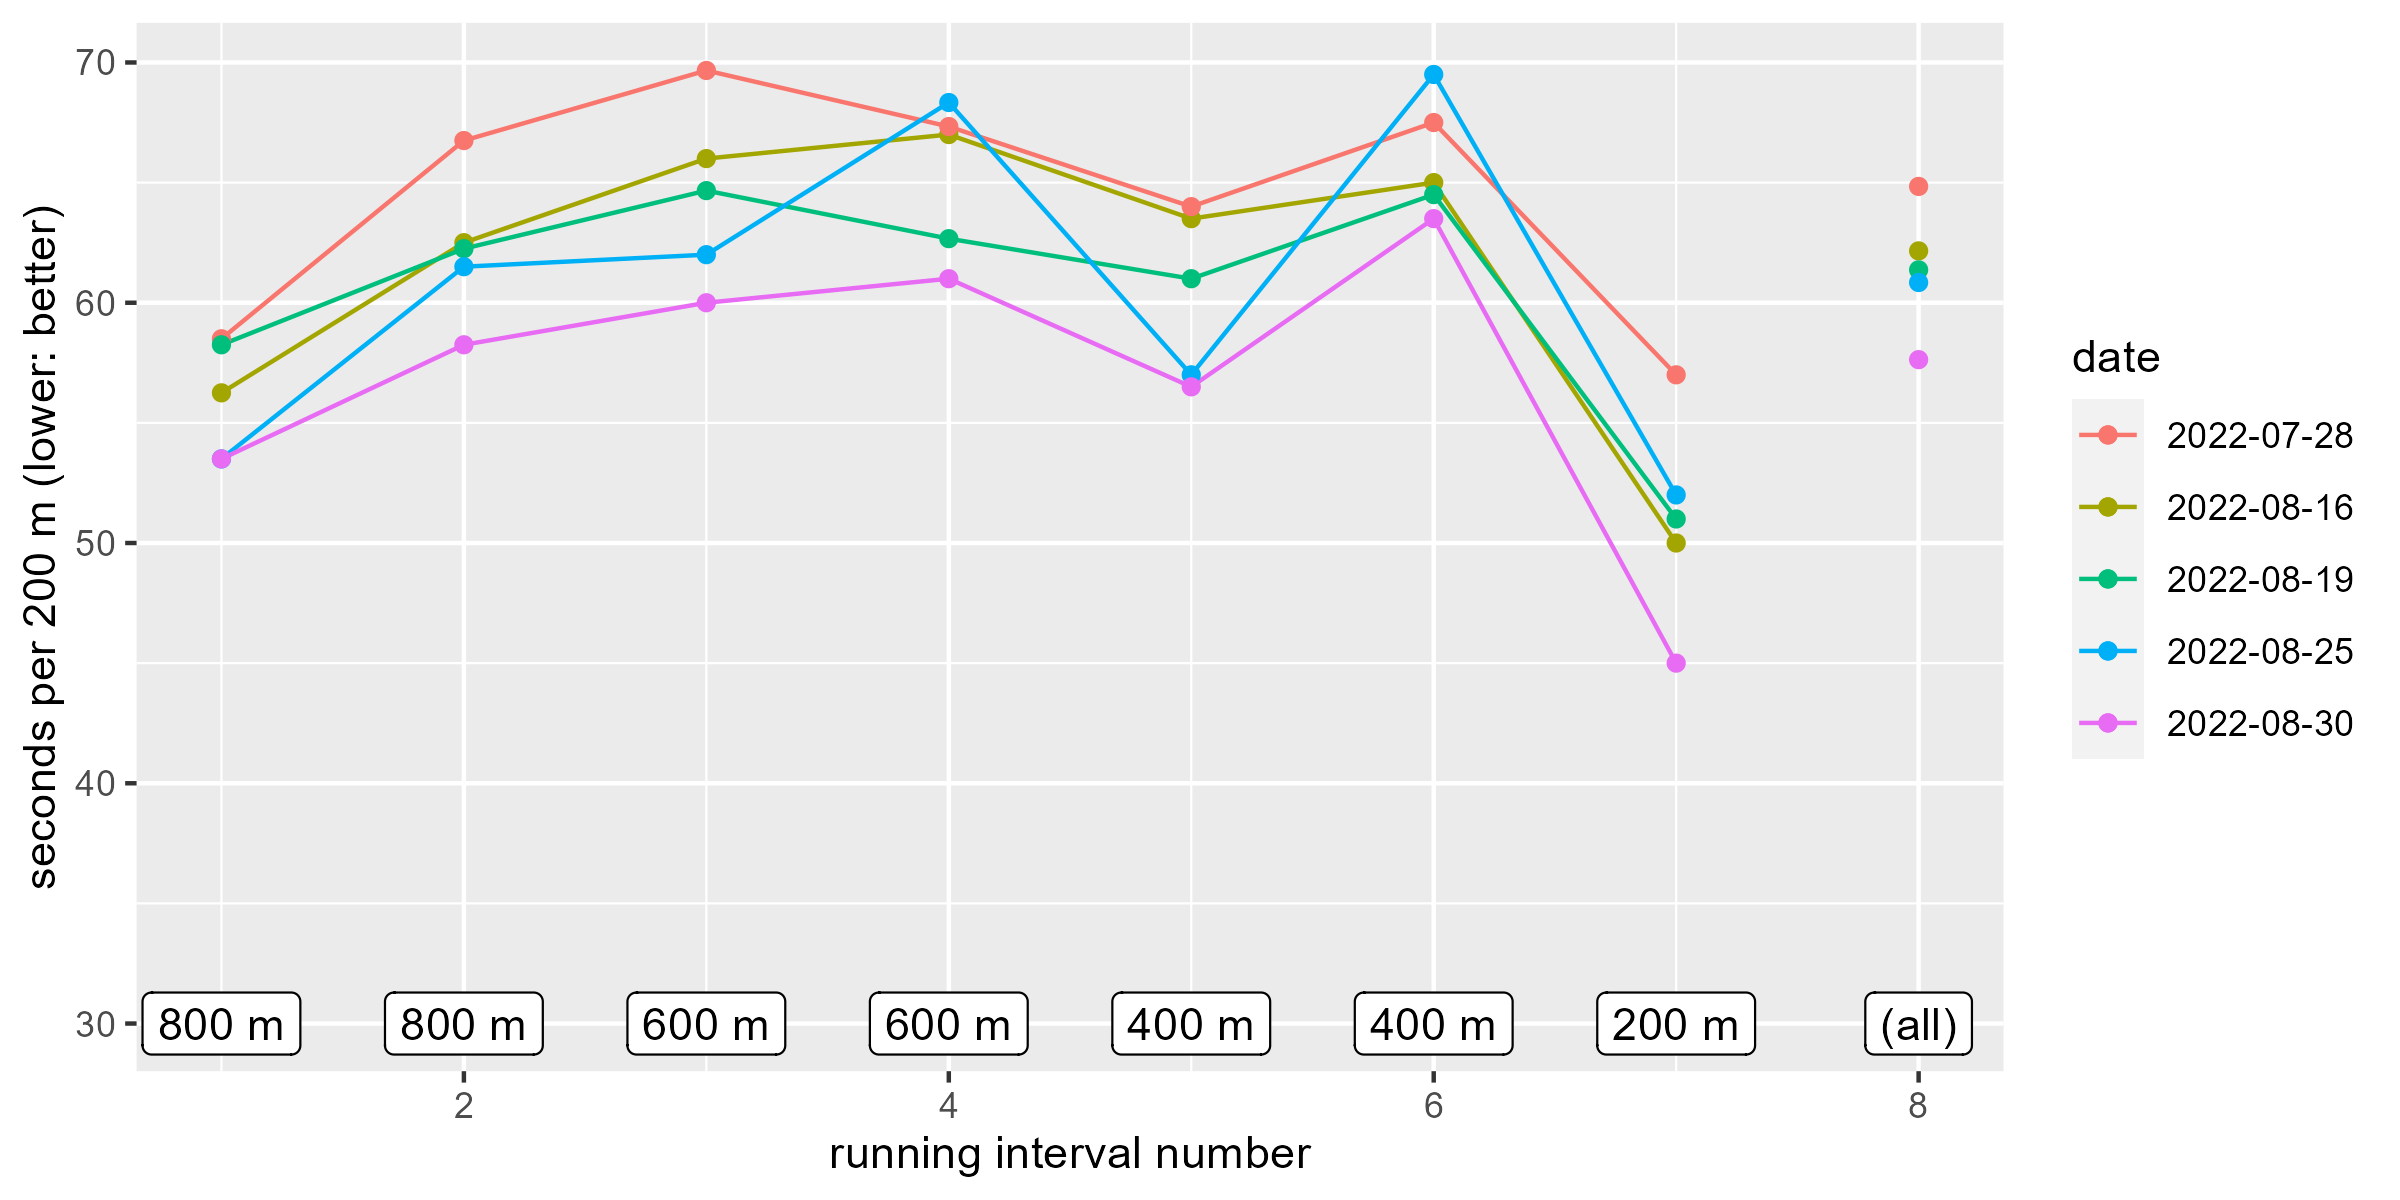 70
60
50
40
30
seconds per 200 m (lower: better)
800 m
800 m
600 m
600 m
400 m
400 m
200 m
(all)
2
4
6
8
running interval number
date
2022-07-28
2022-08-16
2022-08-19
2022-08-25
2022-08-30